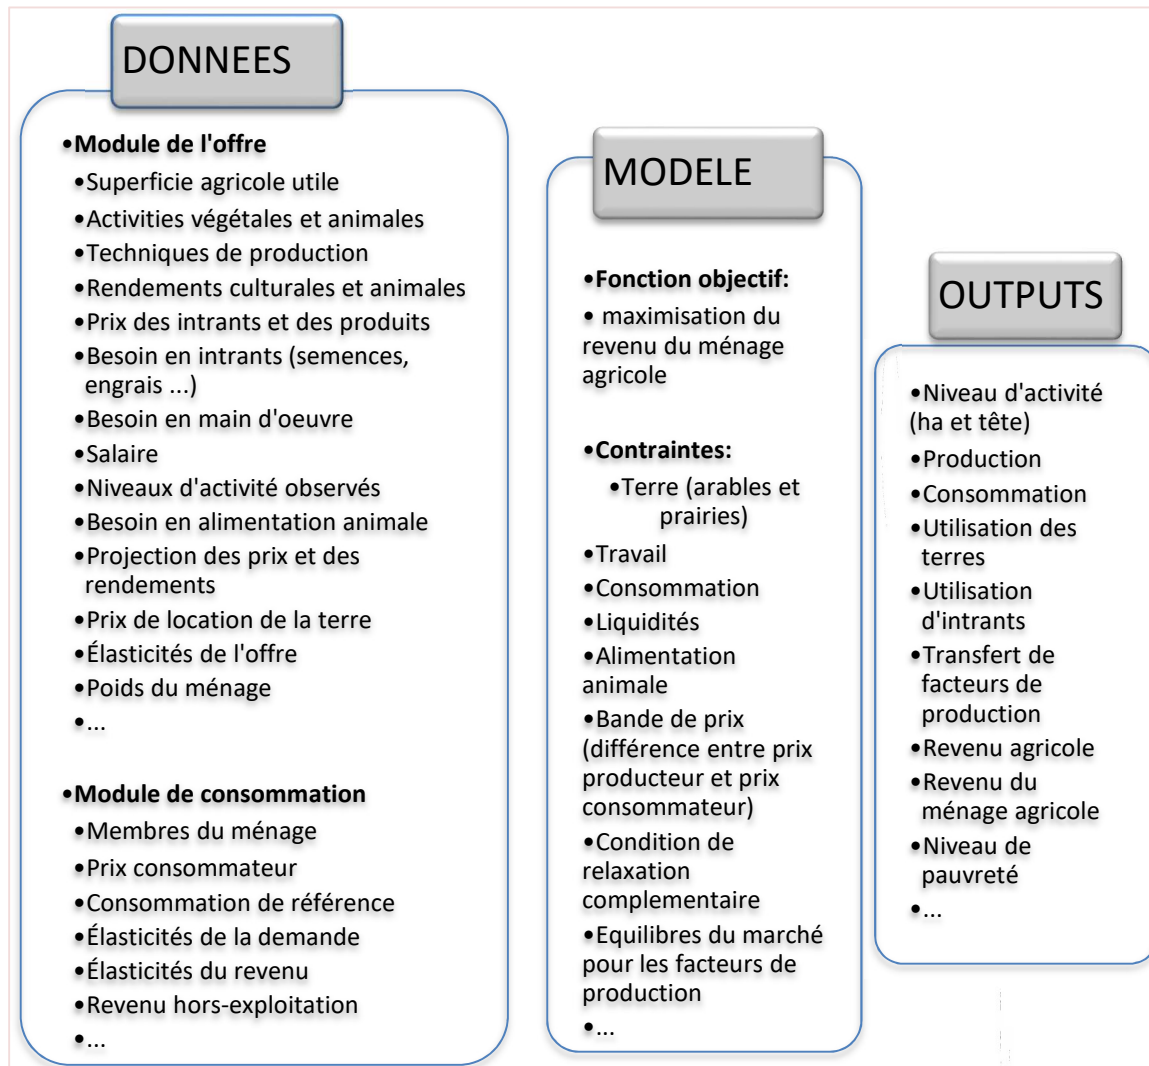 DONNEES
•Module de l'offre
•Superficie agricole utile
•Activities végétales et animales
•Techniques de production
•Rendements culturales et animales
•Prix des intrants et des produits
•Besoin en intrants (semences,
engrais ...)
•Besoin en main d'oeuvre
•Salaire
•Niveaux d'activité observés
•Besoin en alimentation animale
•Projection des prix et des
rendements
•Prix de location de la terre
•Élasticités de l'offre
•Poids du ménage
•...
•Module de consommation
•Membres du ménage
•Prix consommateur
•Consommation de référence
•Élasticités de la demande
•Élasticités du revenu
•Revenu hors-exploitation
•...
MODELE
•Fonction objectif:
• maximisation du
revenu du ménage
agricole
•Contraintes:
•Terre (arables et
prairies)
•Travail
•Consommation
•Liquidités
•Alimentation
animale
•Bande de prix
(différence entre prix
producteur et prix
consommateur)
•Condition de
relaxation
complementaire
•Equilibres du marché
pour les facteurs de
production
•...
OUTPUTS
•Niveau d'activité
(ha et tête)
•Production
•Consommation
•Utilisation des
terres
•Utilisation
d'intrants
•Transfert de
facteurs de
production
•Revenu agricole
•Revenu du
ménage agricole
•Niveau de
pauvreté
•...